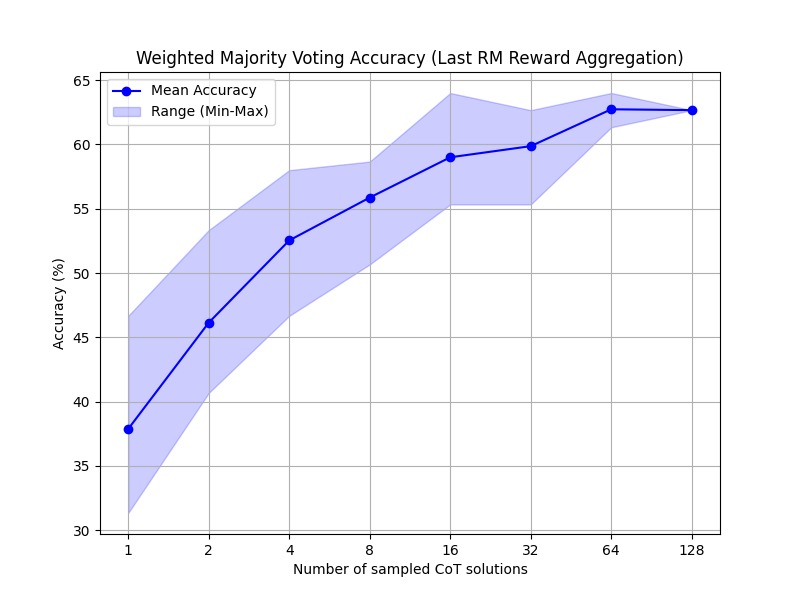 Weighted Majority Voting Accuracy (Last RM Reward Aggregation)
Mean Accuracy
Range (Min-Max)
65
60
55
50
45
40
35
30
Accuracy (%)
1 2 4 8 16 32 64 128
Number of sampled CoT solutions